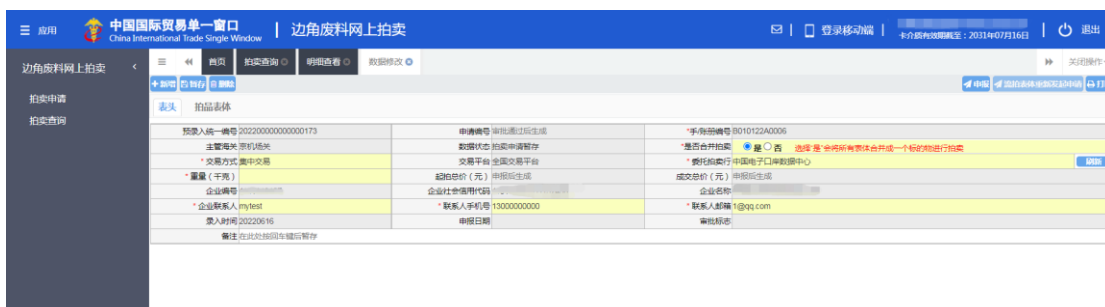 应用 中国国际贸易单一窗口 边角废料网上拍卖 登录移动端 退出
China International Trade Single Window 卡介质有效期截至：2031年07月16日
边角废料网上拍卖
拍卖申请
拍卖查询
首页 拍卖查询 明细查看 数据修改 关闭操作
新增 暂存 删除 申报 流拍表体重新发起申请 打
表头 拍品表体
预录入统一编号 202200000000000173 申请编号 审批通过后生成 *手/账册编号 B010122A0006
主管海关 京机场关 数据状态 拍卖申请暂存 *是否合并拍卖 是 否 选择"是"会将所有表体合并成一个标的物进行拍卖
*交易方式 集中交易 交易平台 全国交易平台 *委托拍卖行 中国电子口岸数据中心 刷新
*重量（千克） 起拍总价（元） 申报后生成 成交总价（元） 申报后生成
企业编号 企业社会信用代码 企业名称
*企业联系人 mytest *联系人手机号 13000000000 *联系人邮箱 1@qq.com
录入时间 20220616 申报日期 审批标志
备注 在此处按回车键后暂存